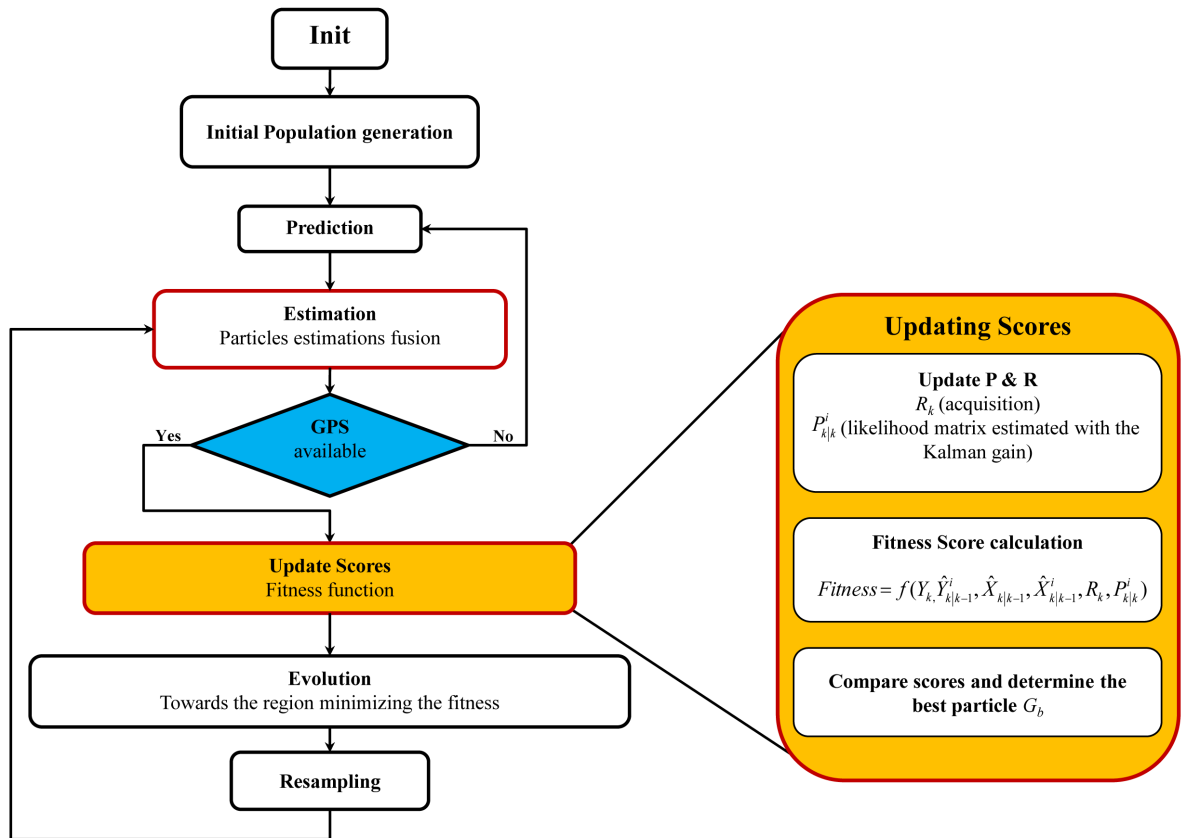 Init
Initial Population generation
Prediction
Estimation
Particles estimations fusion
GPS
available
Yes
No
Update Scores
Fitness function
Evolution
Towards the region minimizing the fitness
Resampling
Updating Scores
Update P & R
R_k (acquisition)
P^i_{k|k} (likelihood matrix estimated with the
Kalman gain)
Fitness Score calculation
Fitness = f(Y_{k,} Ŷ^i_{k|k−1}, X̂_{k|k−1}, X̂^i_{k|k−1}, R_k, P^i_{k|k})
Compare scores and determine the
best particle G_b